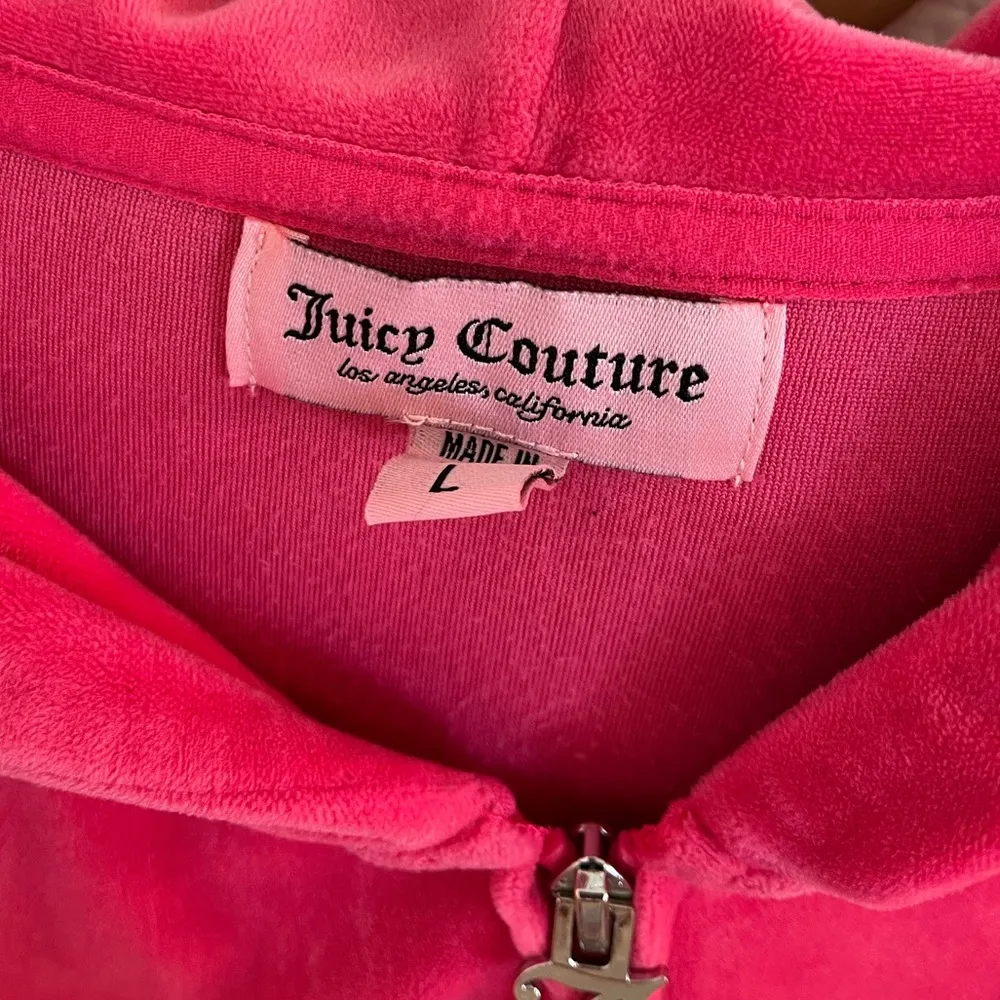 Juicy Couture
los angeles, california
MADE IN
L